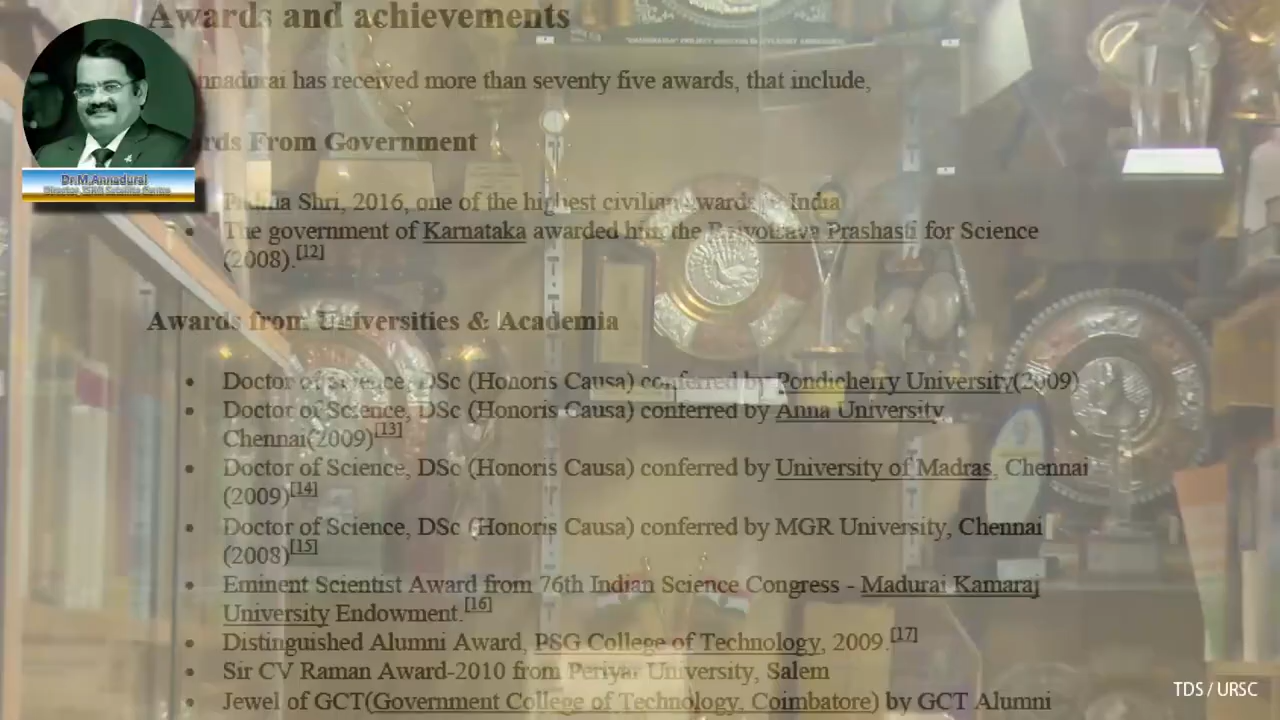 Awards and achievements
Annadurai has received more than seventy five awards, that include,
Awards From Government
Padma Shri, 2016, one of the highest civilian awards in India
• The government of Karnataka awarded him the Rajyotsava Prashasti for Science
(2008).[12]
Awards from Universities & Academia
• Doctor of Science, DSc (Honoris Causa) conferred by Pondicherry University(2009)
• Doctor of Science, DSc (Honoris Causa) conferred by Anna University
Chennai(2009)[13]
• Doctor of Science, DSc (Honoris Causa) conferred by University of Madras, Chennai
(2009)[14]
• Doctor of Science, DSc (Honoris Causa) conferred by MGR University, Chennai
(2008)[15]
• Eminent Scientist Award from 76th Indian Science Congress - Madurai Kamaraj
University Endowment.[16]
• Distinguished Alumni Award, PSG College of Technology, 2009.[17]
• Sir CV Raman Award-2010 from Periyar University, Salem
• Jewel of GCT(Government College of Technology, Coimbatore) by GCT Alumni
Dr.M.Annadurai
Director, ISRO Satellite Centre
TDS / URSC